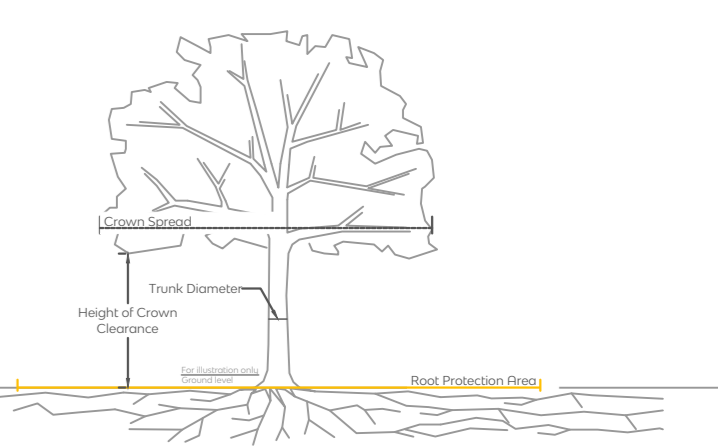 Crown Spread
Trunk Diameter
Height of Crown
Clearance
For illustration only
Ground level
Root Protection Area